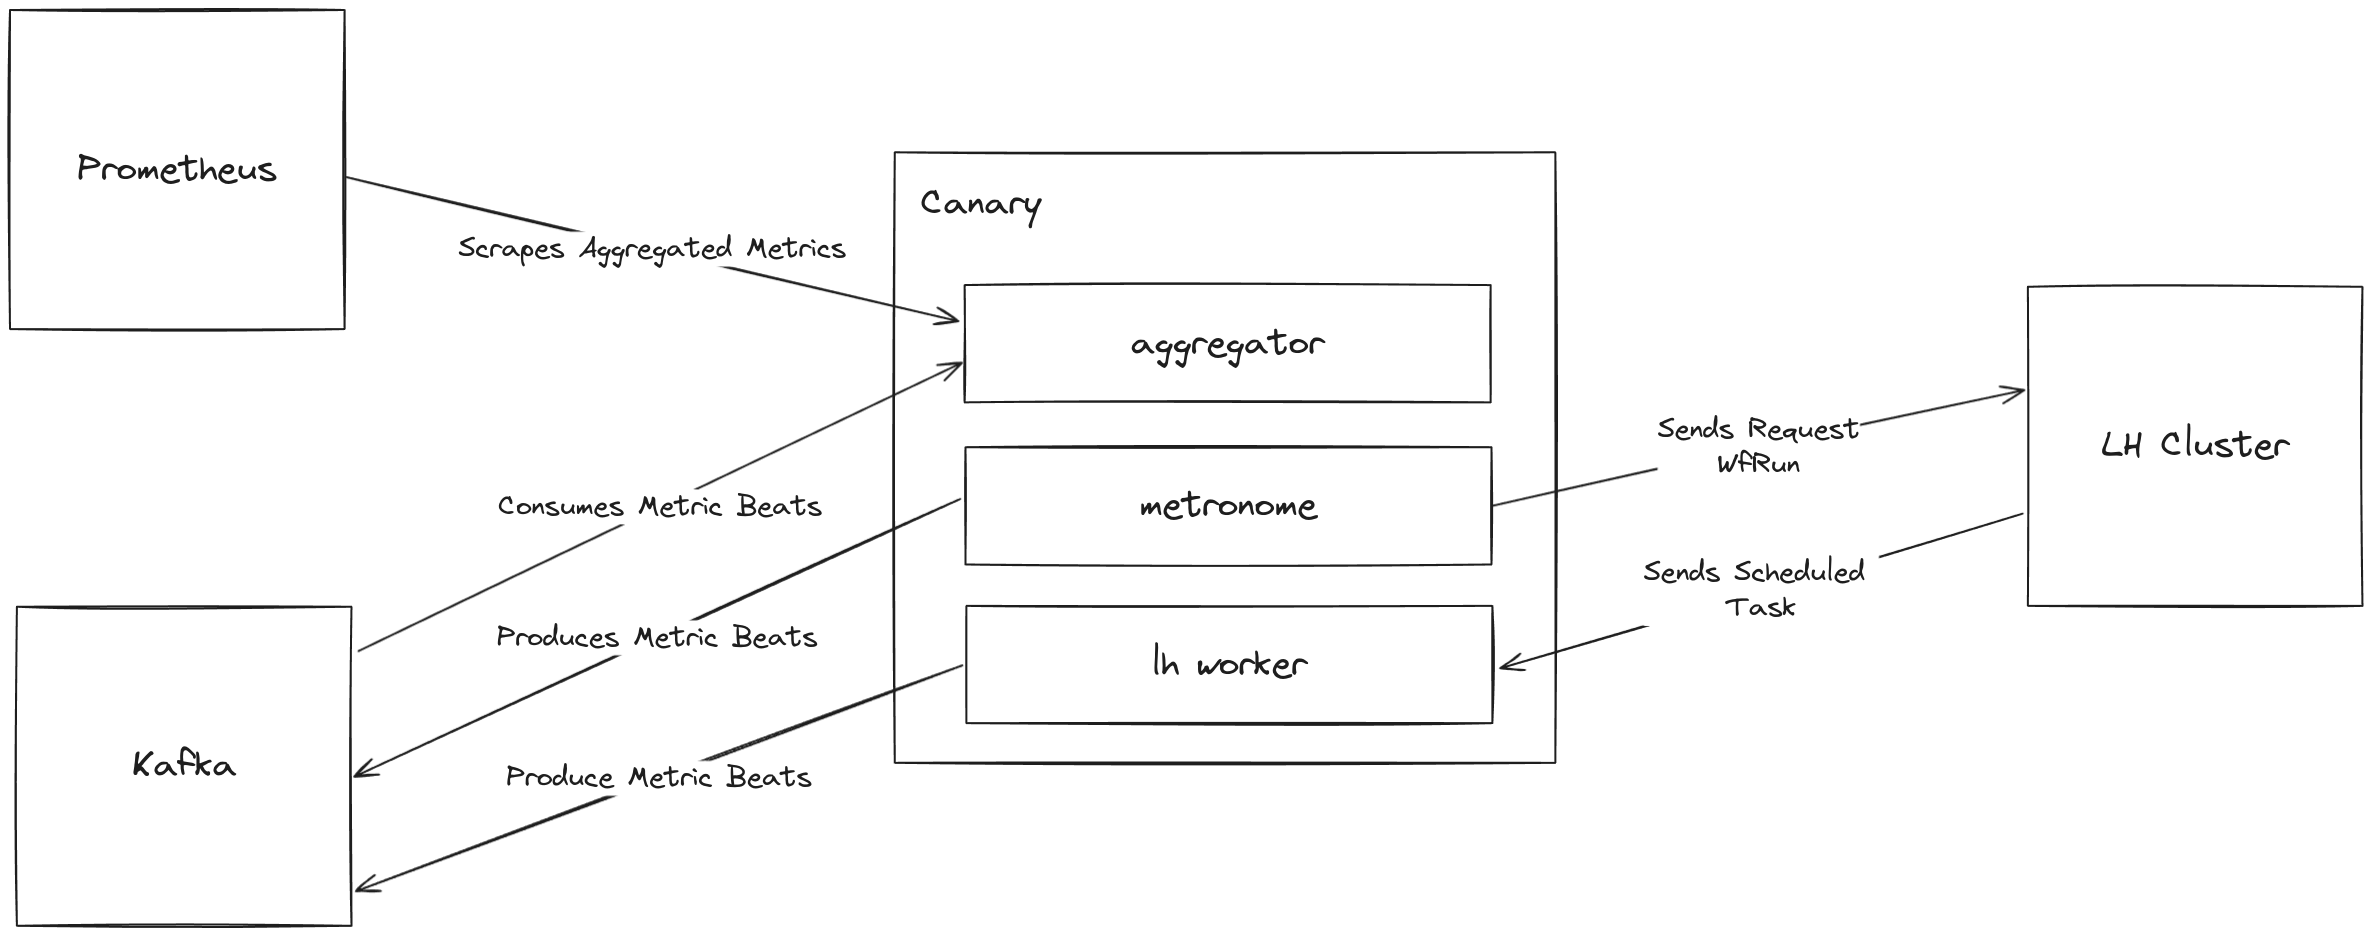 Prometheus
Scrapes Aggregated Metrics
Canary
aggregator
Consumes Metric Beats
metronome
Sends Request
WfRun
LH Cluster
Sends Scheduled
Task
Produces Metric Beats
lh worker
Kafka
Produce Metric Beats